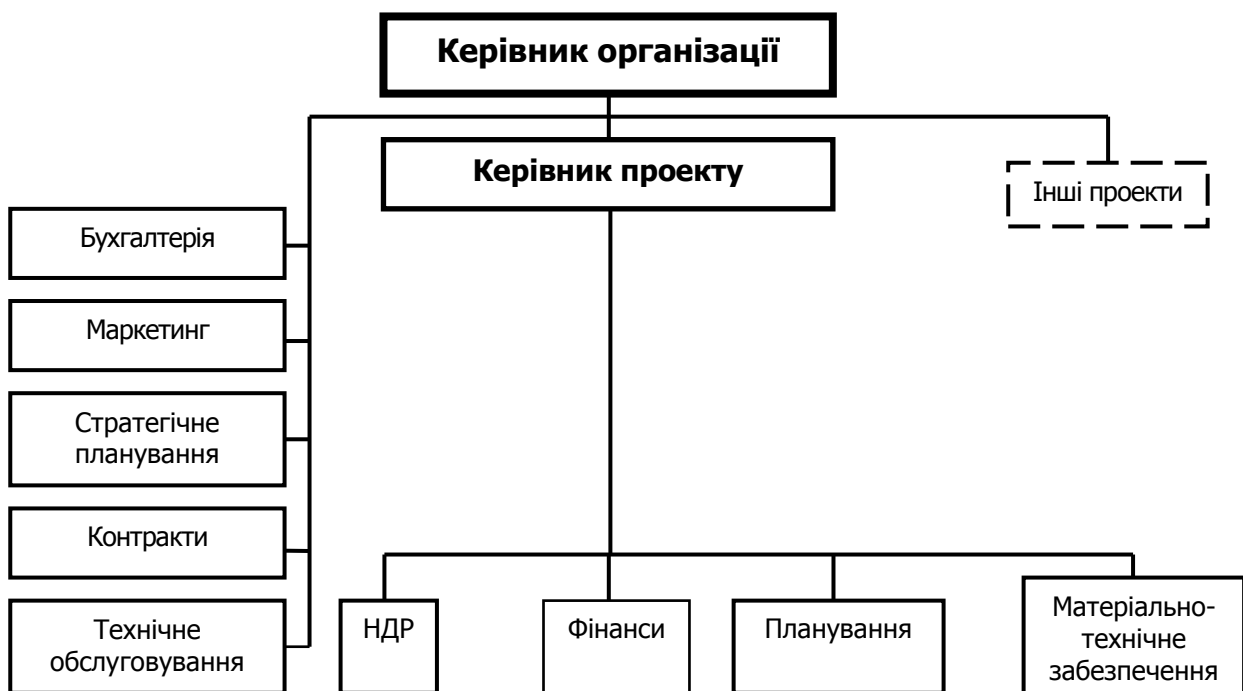 Керівник організації
Керівник проекту
Інші проекти
Бухгалтерія
Маркетинг
Стратегічне
планування
Контракти
Технічне
обслуговування
НДР
Фінанси
Планування
Матеріально-
технічне
забезпечення